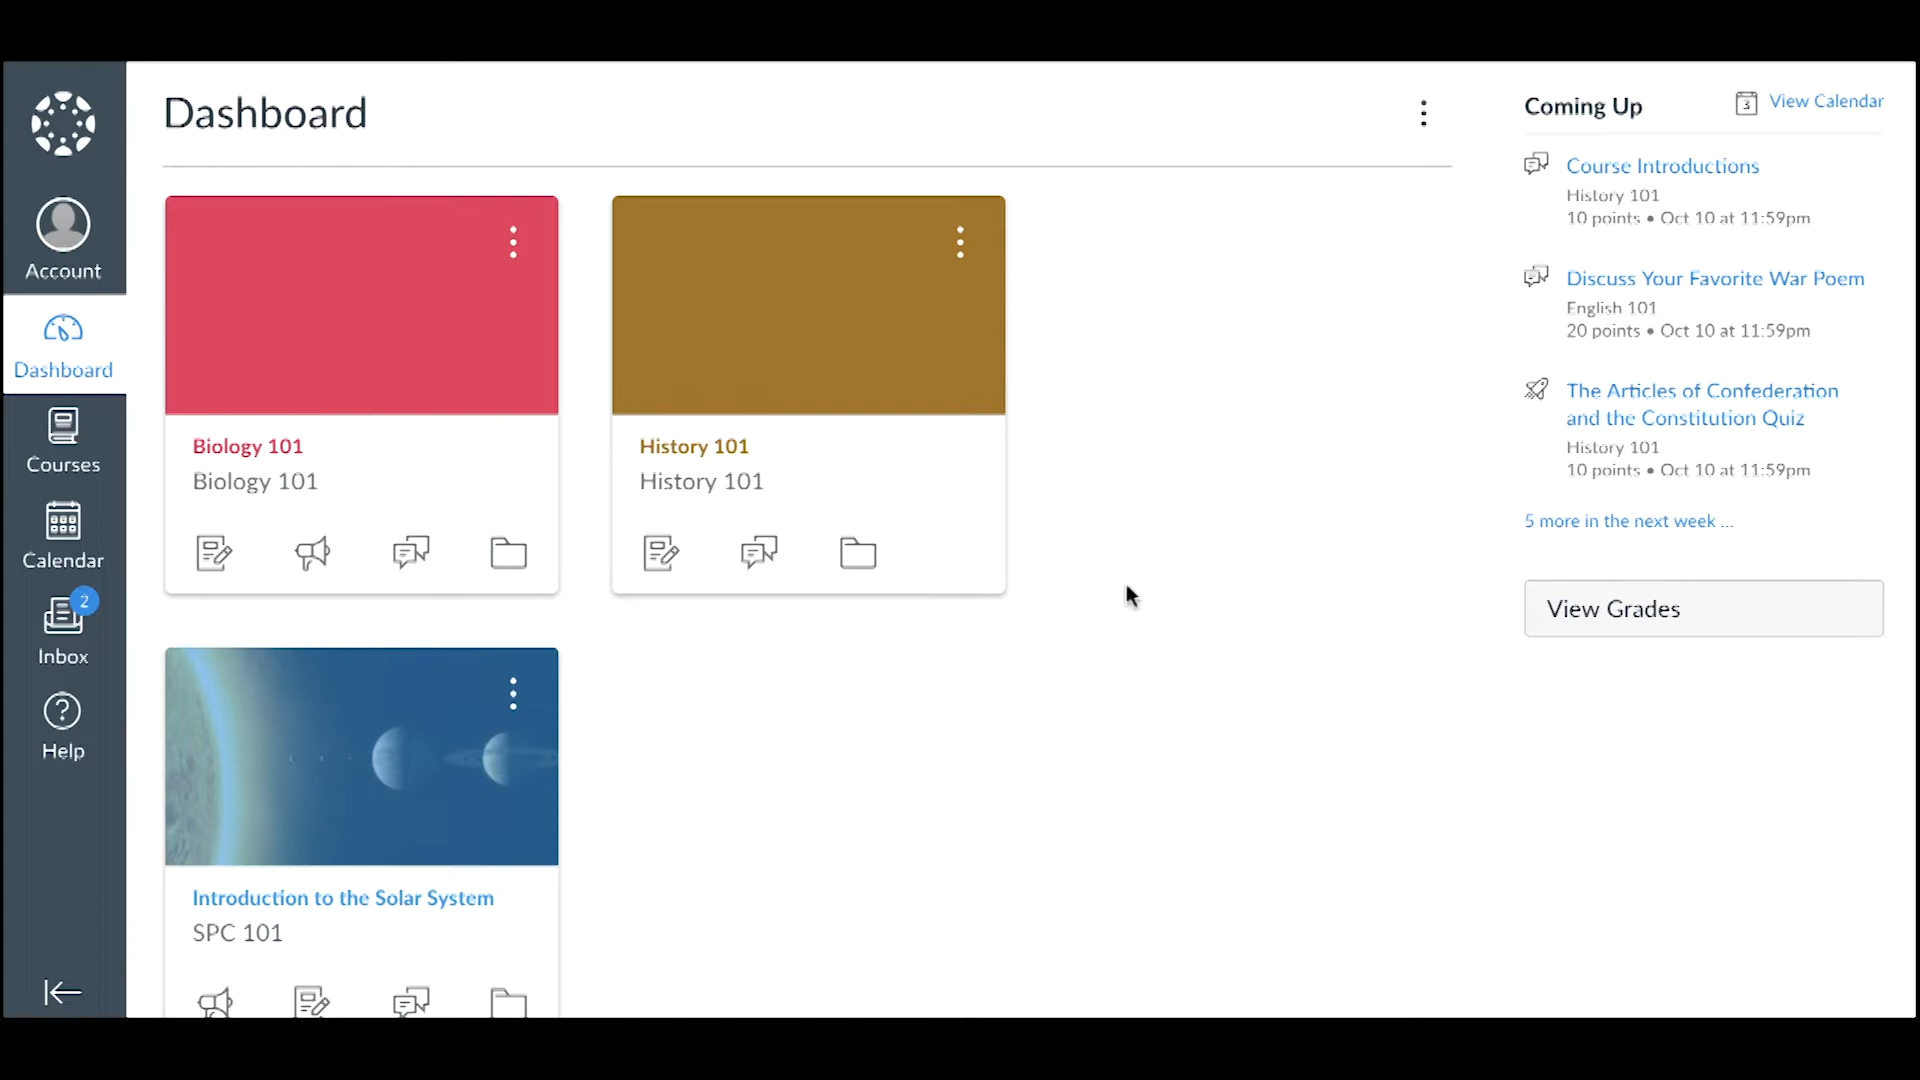 Dashboard
Account
Dashboard
Courses
Calendar
2
Inbox
Help
Biology 101
Biology 101
History 101
History 101
Introduction to the Solar System
SPC 101
Coming Up
3
View Calendar
Course Introductions
History 101
10 points • Oct 10 at 11:59pm
Discuss Your Favorite War Poem
English 101
20 points • Oct 10 at 11:59pm
The Articles of Confederation
and the Constitution Quiz
History 101
10 points • Oct 10 at 11:59pm
5 more in the next week ...
View Grades